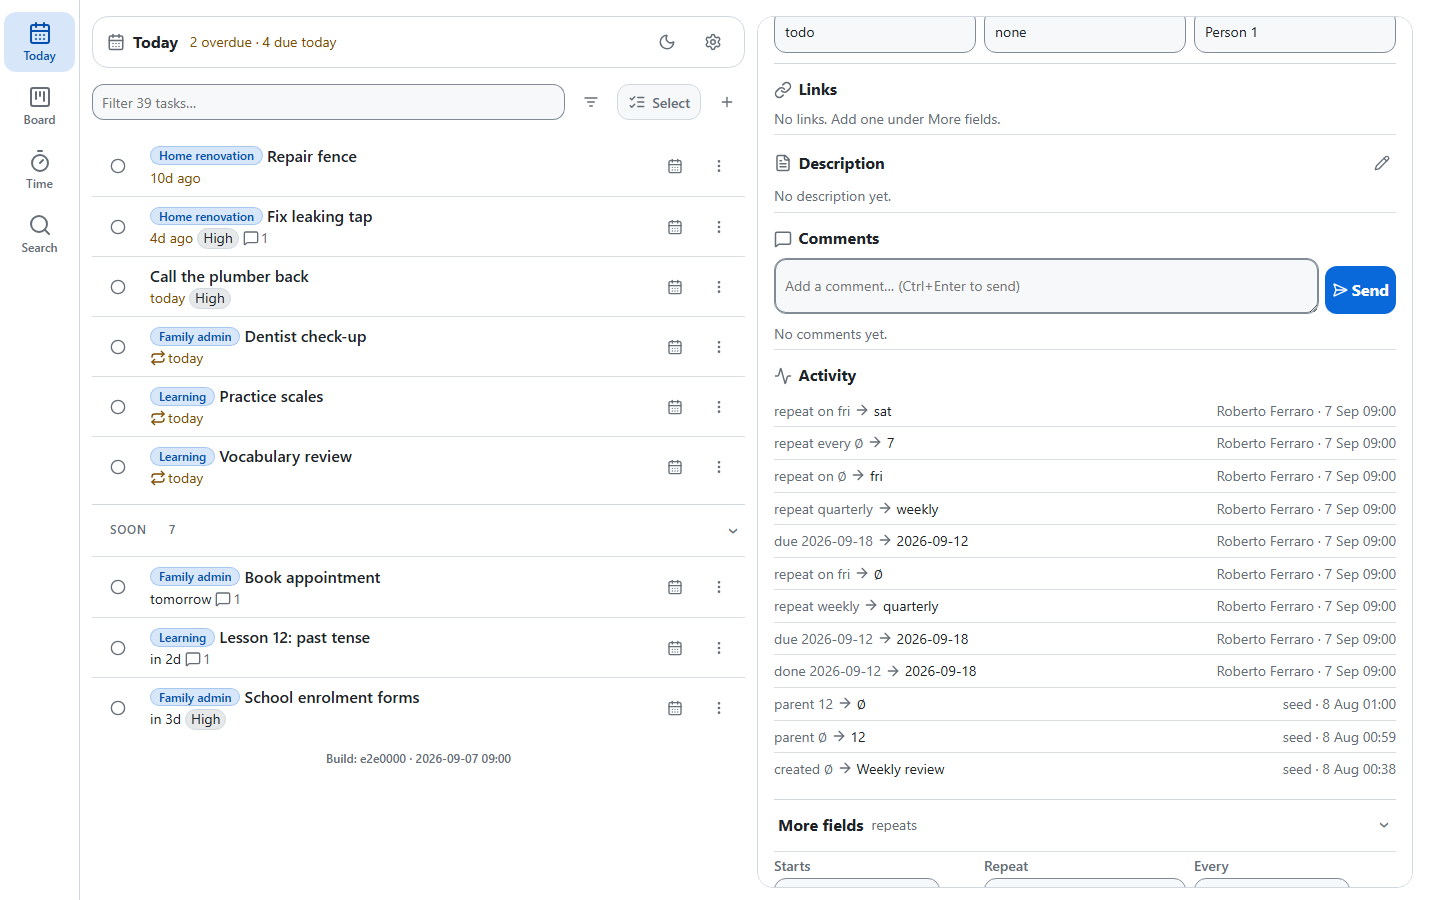 Today
Board
Time
Search
Today 2 overdue · 4 due today
Filter 39 tasks...
Select
Home renovation Repair fence
10d ago
Home renovation Fix leaking tap
4d ago High 1
Call the plumber back
today High
Family admin Dentist check-up
today
Learning Practice scales
today
Learning Vocabulary review
today
SOON 7
Family admin Book appointment
tomorrow 1
Learning Lesson 12: past tense
in 2d 1
Family admin School enrolment forms
in 3d High
Build: e2e0000 · 2026-09-07 09:00
todo none Person 1
Links
No links. Add one under More fields.
Description
No description yet.
Comments
Add a comment... (Ctrl+Enter to send)
Send
No comments yet.
Activity
repeat on fri → sat Roberto Ferraro · 7 Sep 09:00
repeat every Ø → 7 Roberto Ferraro · 7 Sep 09:00
repeat on Ø → fri Roberto Ferraro · 7 Sep 09:00
repeat quarterly → weekly Roberto Ferraro · 7 Sep 09:00
due 2026-09-18 → 2026-09-12 Roberto Ferraro · 7 Sep 09:00
repeat on fri → Ø Roberto Ferraro · 7 Sep 09:00
repeat weekly → quarterly Roberto Ferraro · 7 Sep 09:00
due 2026-09-12 → 2026-09-18 Roberto Ferraro · 7 Sep 09:00
done 2026-09-12 → 2026-09-18 Roberto Ferraro · 7 Sep 09:00
parent 12 → Ø seed · 8 Aug 01:00
parent Ø → 12 seed · 8 Aug 00:59
created Ø → Weekly review seed · 8 Aug 00:38
More fields repeats
Starts Repeat Every